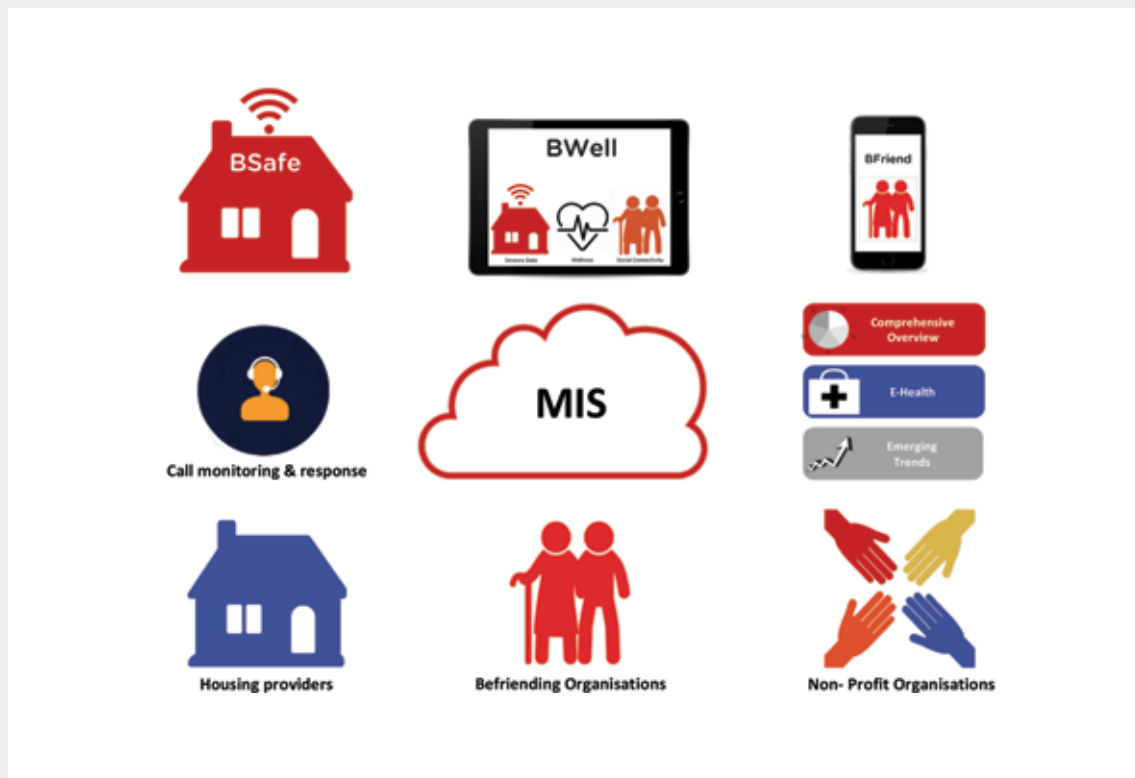 BSafe
BWell
Sensors Data
Wellness
Social Connectivity
BFriend
Call monitoring & response
MIS
Comprehensive
Overview
E-Health
Emerging
Trends
Housing providers
Befriending Organisations
Non- Profit Organisations